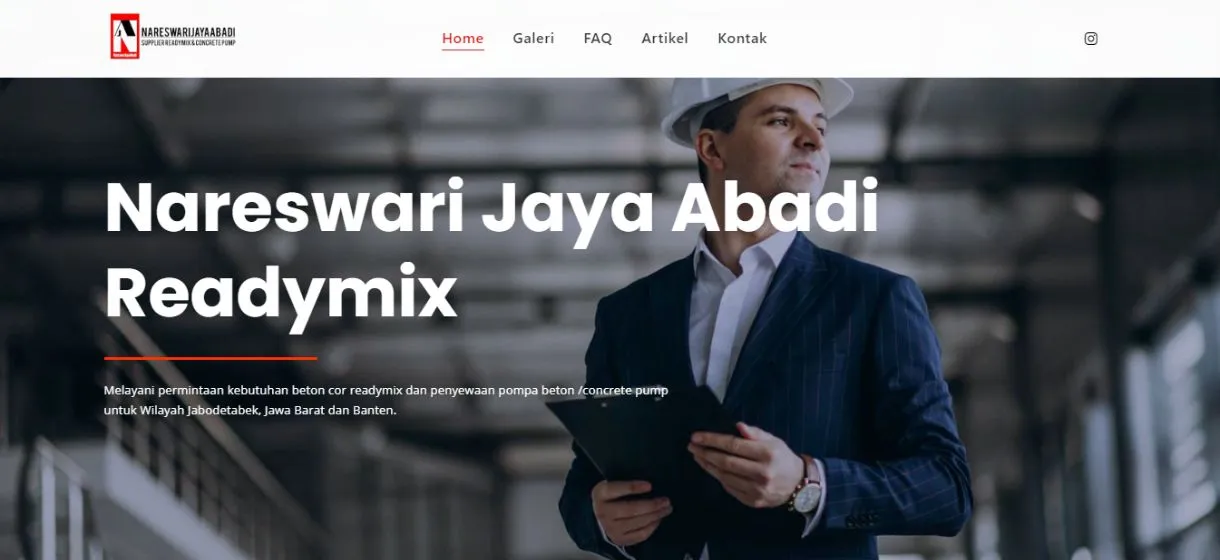 NARESWARIJAYAABADI
SUPPLIER READYMIX & CONCRETE PUMP
Home
Galeri
FAQ
Artikel
Kontak
Nareswari Jaya Abadi
Readymix
Melayani permintaan kebutuhan beton cor readymix dan penyewaan pompa beton /concrete pump
untuk Wilayah Jabodetabek, Jawa Barat dan Banten.